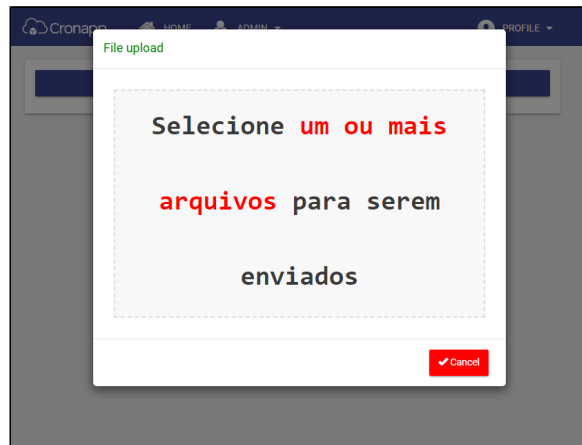 Cronapp HOME ADMIN PROFILE
File upload
Selecione um ou mais
arquivos para serem
enviados
Cancel